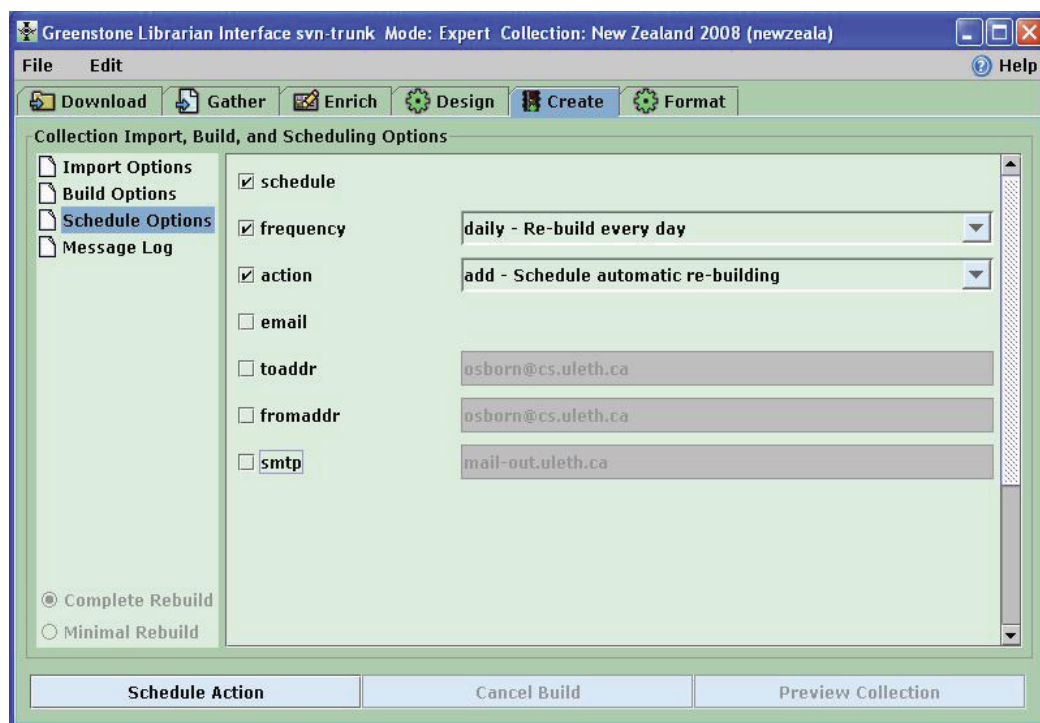 Greenstone Librarian Interface svn-trunk Mode: Expert Collection: New Zealand 2008 (newzeala)
File Edit Help
Download Gather Enrich Design Create Format
Collection Import, Build, and Scheduling Options
Import Options
Build Options
Schedule Options
Message Log
schedule
frequency daily - Re-build every day
action add - Schedule automatic re-building
email
toaddr osborn@cs.uleth.ca
fromaddr osborn@cs.uleth.ca
smtp mail-out.uleth.ca
Complete Rebuild
Minimal Rebuild
Schedule Action Cancel Build Preview Collection